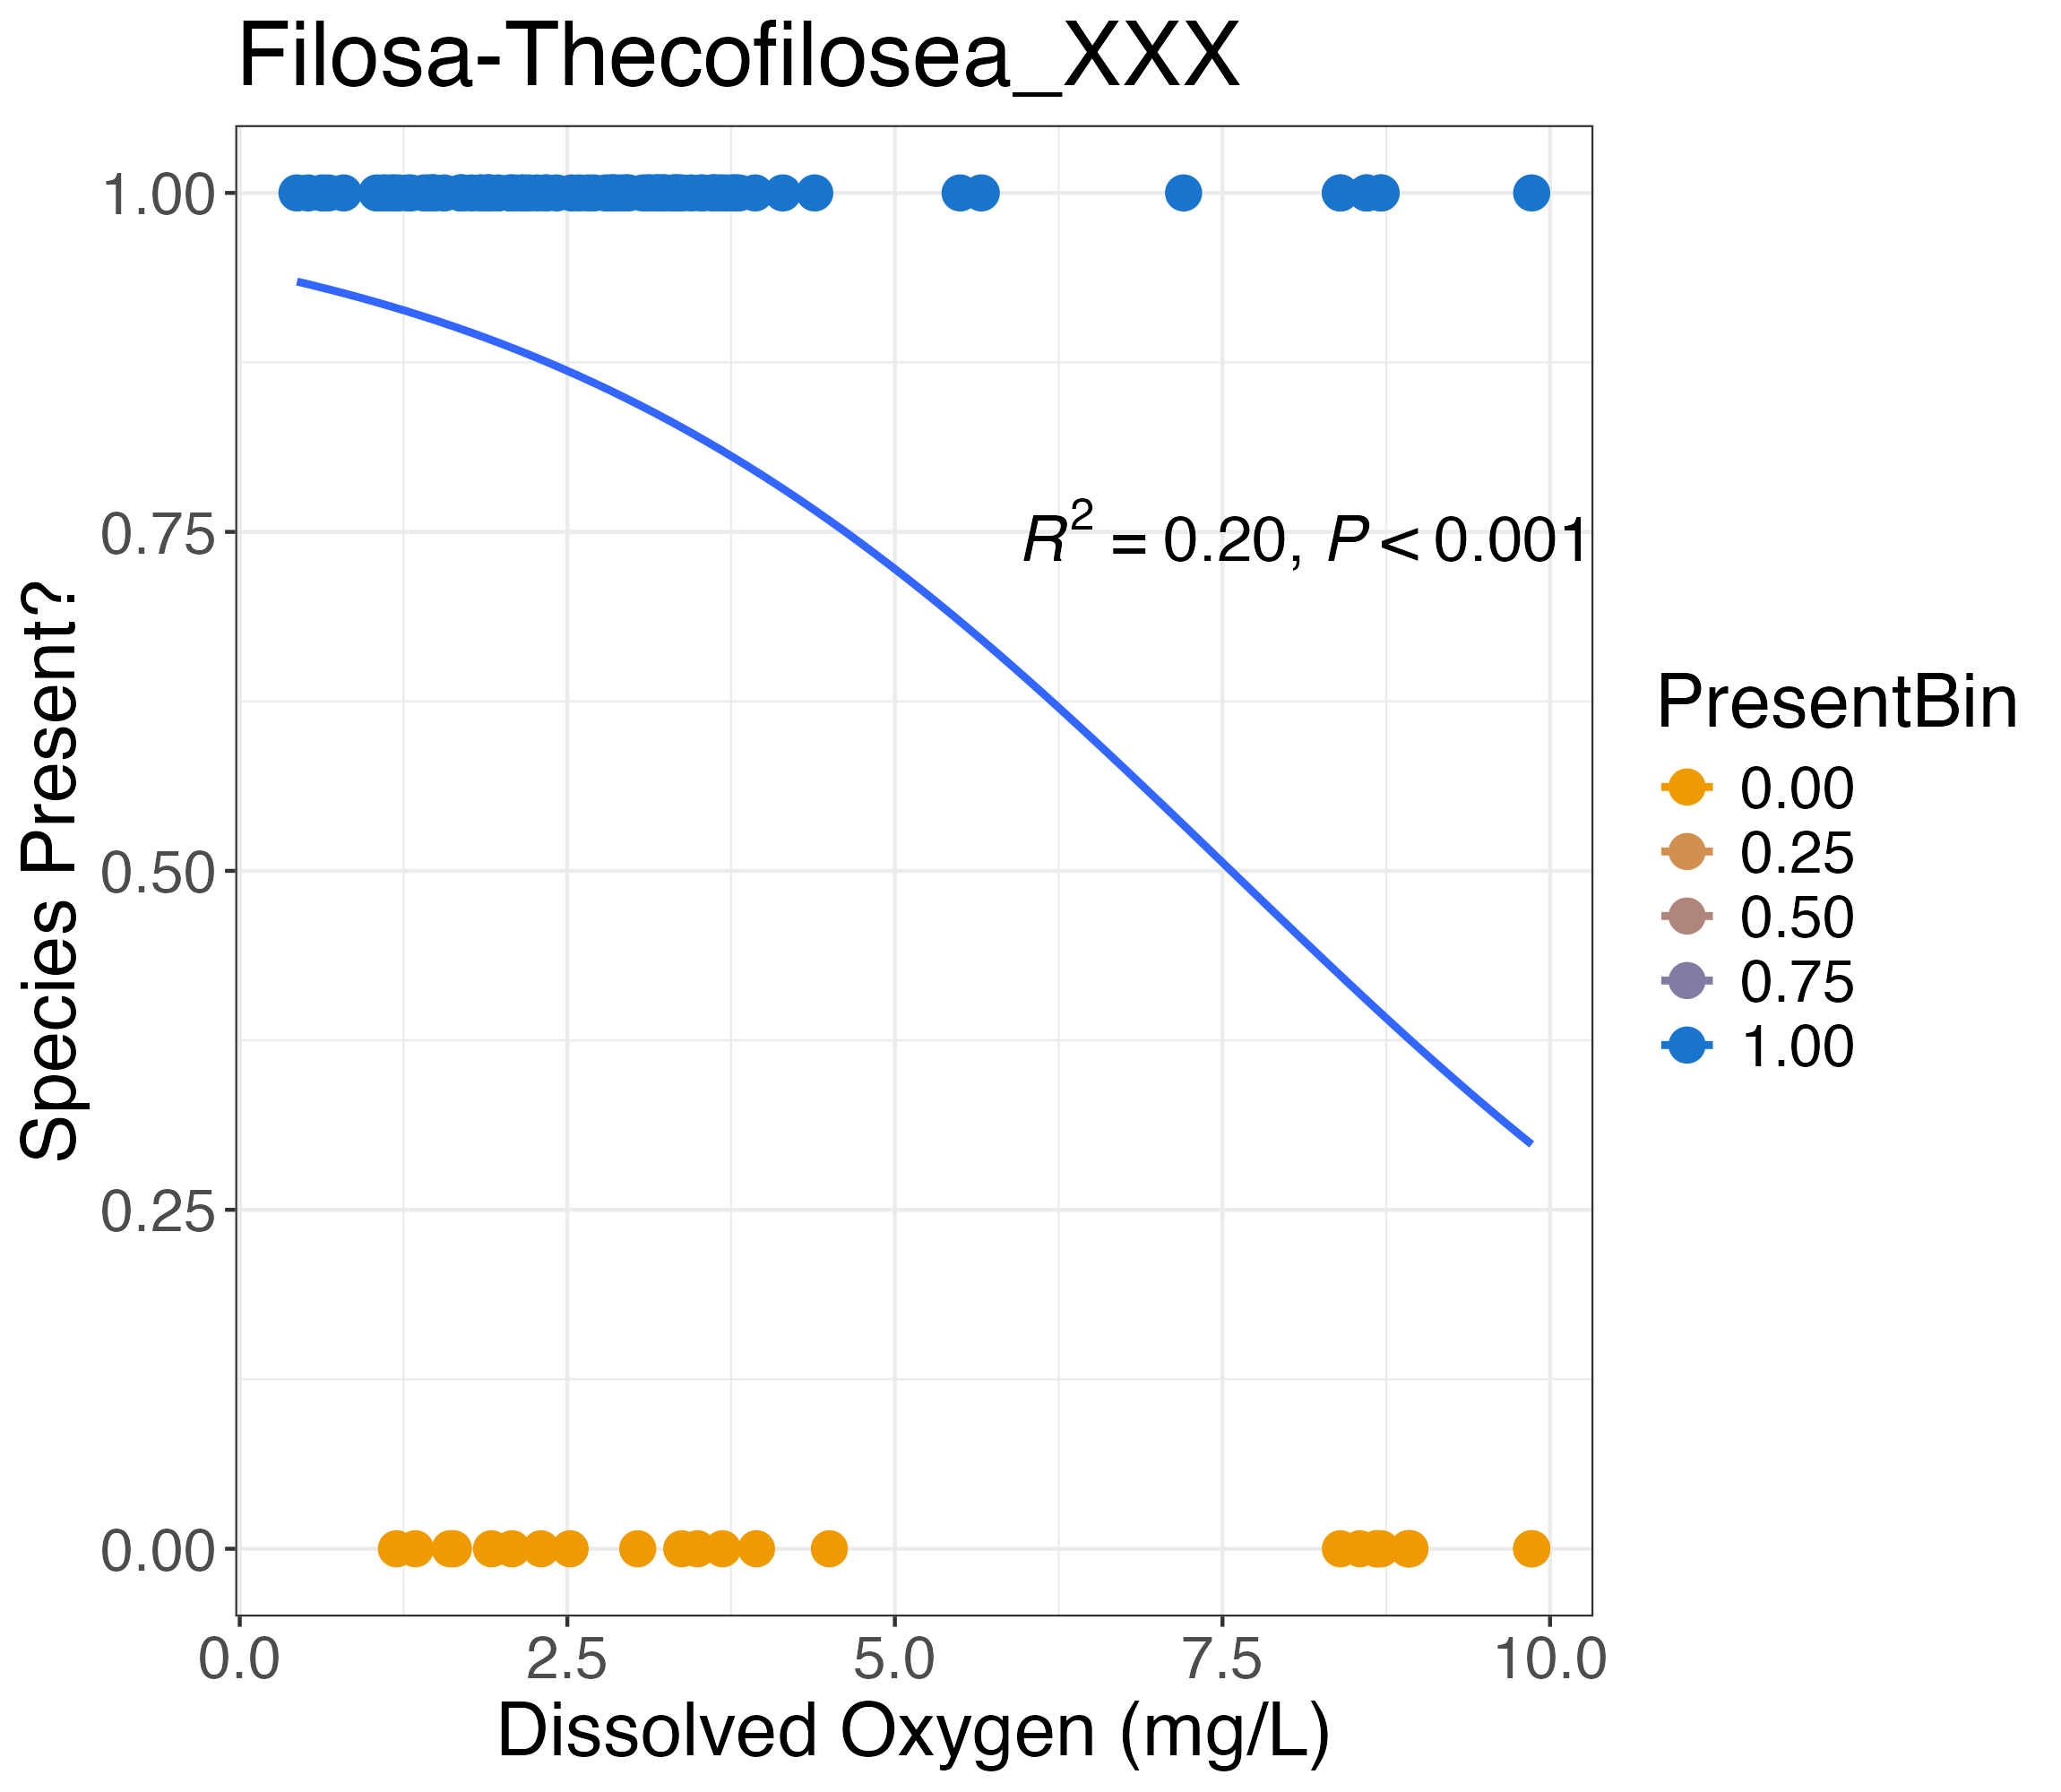 Filosa-Thecofilosea_XXX
1.00
0.75
0.50
0.25
0.00
Species Present?
R² = 0.20, P < 0.001
0.0 2.5 5.0 7.5 10.0
Dissolved Oxygen (mg/L)
PresentBin
0.00
0.25
0.50
0.75
1.00